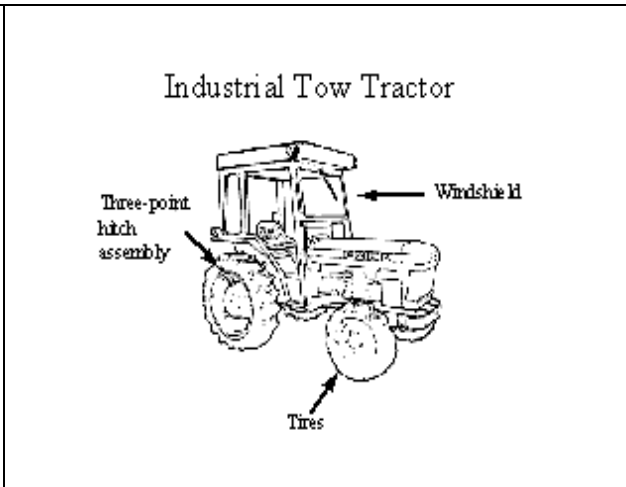 Industrial Tow Tractor
Three-point
hitch
assembly
Windshield
Tires